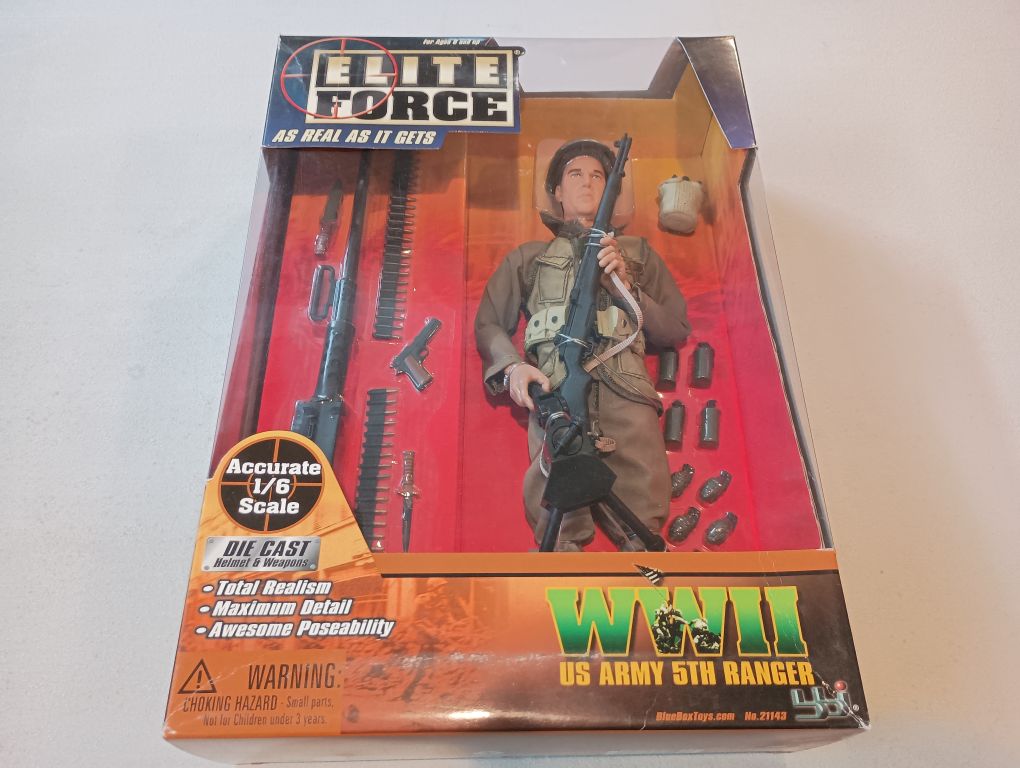 For Ages 8 and up
ELITE
FORCE®
AS REAL AS IT GETS
Accurate
1/6
Scale
DIE CAST
Helmet & Weapons
• Total Realism
• Maximum Detail
• Awesome Poseability
WWII
US ARMY 5TH RANGER
WARNING:
CHOKING HAZARD - Small parts,
Not for Children under 3 years.
BlueBoxToys.com No.21143
bbi®